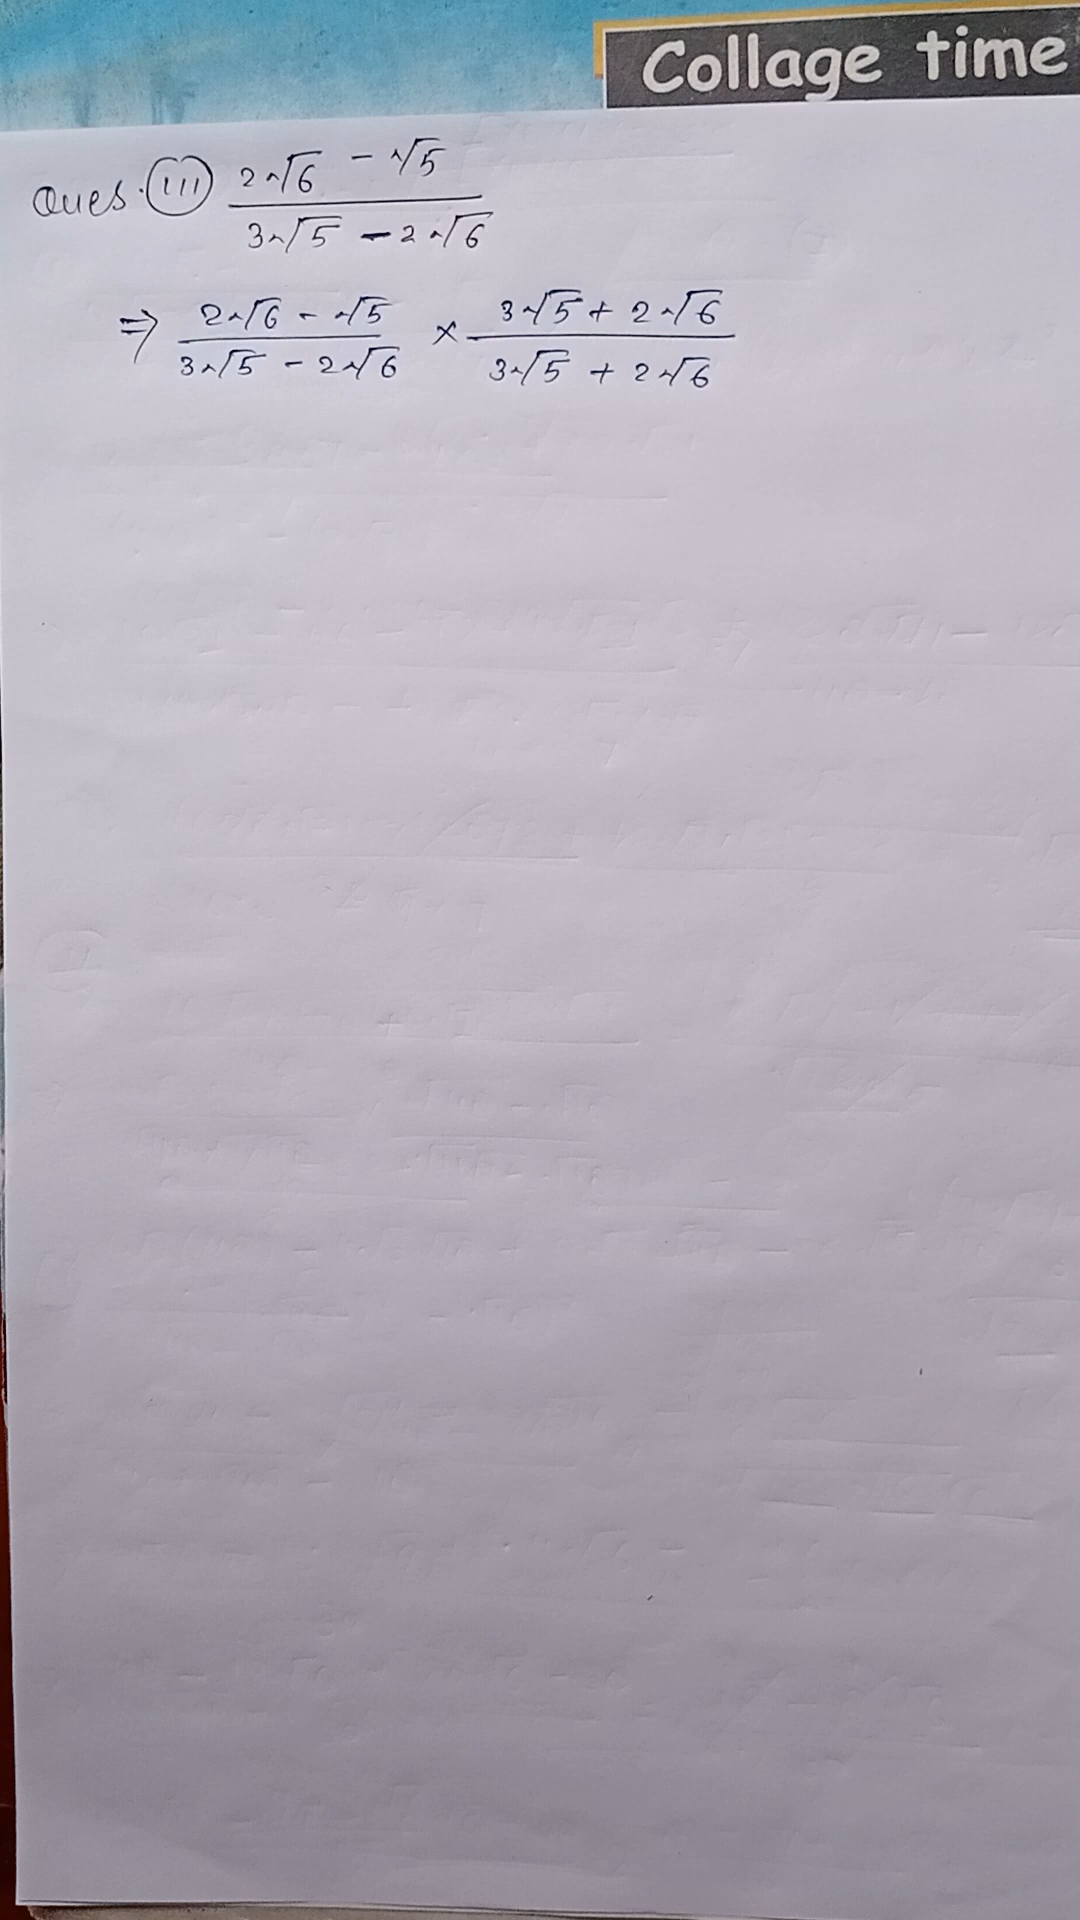 Collage time
Ques. (iii) 2√6 - √5 / 3√5 - 2√6
⇒ 2√6 - √5 / 3√5 - 2√6 × 3√5 + 2√6 / 3√5 + 2√6